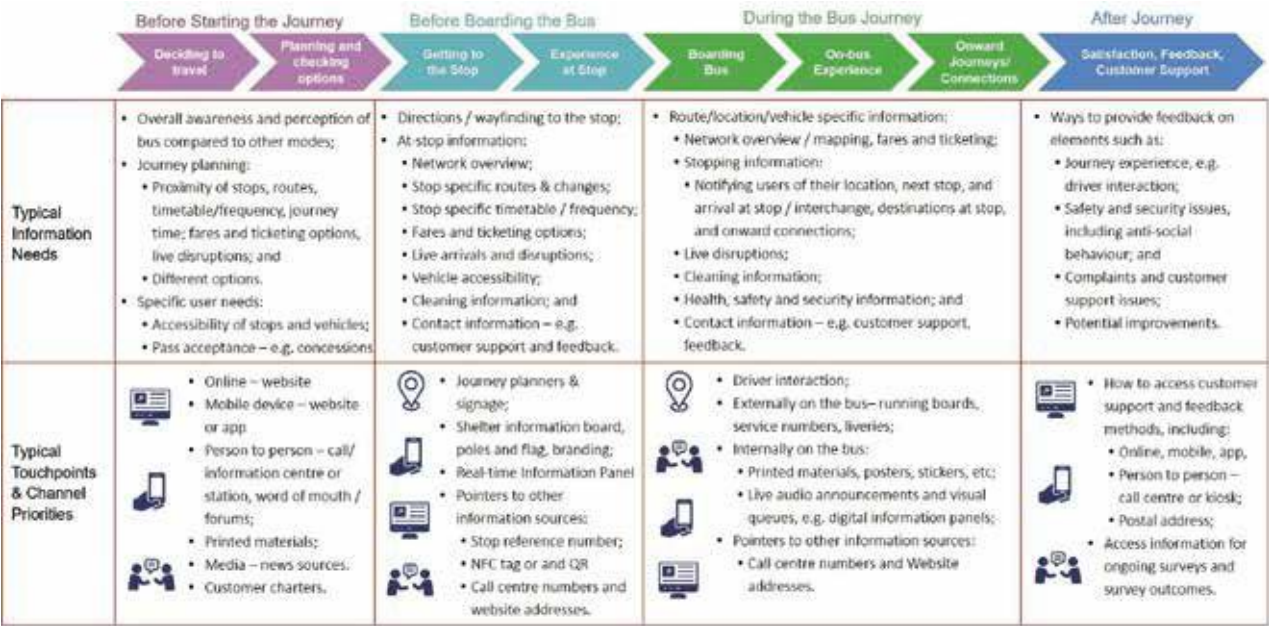 Before Starting the Journey
Before Boarding the Bus
During the Bus Journey
After Journey
Deciding to
travel
Planning and
checking
options
Getting to
the Stop
Experience
at Stop
Boarding
Bus
On-bus
Experience
Onward
Journeys/
Connections
Satisfaction, Feedback,
Customer Support
Typical
Information
Needs
• Overall awareness and perception of
bus compared to other modes;
• Journey planning:
• Proximity of stops, routes,
timetable/frequency, journey
time; fares and ticketing options,
live disruptions; and
• Different options.
• Specific user needs:
• Accessibility of stops and vehicles;
• Pass acceptance – e.g. concessions
• Directions / wayfinding to the stop;
• At-stop information:
• Network overview;
• Stop specific routes & changes;
• Stop specific timetable / frequency;
• Fares and ticketing options;
• Live arrivals and disruptions;
• Vehicle accessibility;
• Cleaning information; and
• Contact information – e.g.
customer support and feedback.
• Route/location/vehicle specific information:
• Network overview / mapping, fares and ticketing;
• Stopping information:
• Notifying users of their location, next stop, and
arrival at stop / interchange, destinations at stop,
and onward connections;
• Live disruptions;
• Cleaning information;
• Health, safety and security information; and
• Contact information – e.g. customer support,
feedback.
• Ways to provide feedback on
elements such as:
• Journey experience, e.g.
driver interaction;
• Safety and security issues,
including anti-social
behaviour; and
• Complaints and customer
support issues;
• Potential improvements.
Typical
Touchpoints
& Channel
Priorities
• Online – website
• Mobile device – website
or app
• Person to person – call/
information centre or
station, word of mouth /
forums;
• Printed materials;
• Media – news sources.
• Customer charters.
• Journey planners &
signage;
• Shelter information board,
poles and flag, branding;
• Real-time Information Panel
• Pointers to other
information sources:
• Stop reference number;
• NFC tag or and QR
• Call centre numbers and
website addresses.
• Driver interaction;
• Externally on the bus– running boards,
service numbers, liveries;
• Internally on the bus:
• Printed materials, posters, stickers, etc;
• Live audio announcements and visual
queues, e.g. digital information panels;
• Pointers to other information sources:
• Call centre numbers and Website
addresses.
• How to access customer
support and feedback
methods, including:
• Online, mobile, app,
• Person to person –
call centre or kiosk;
• Postal address;
• Access information for
ongoing surveys and
survey outcomes.